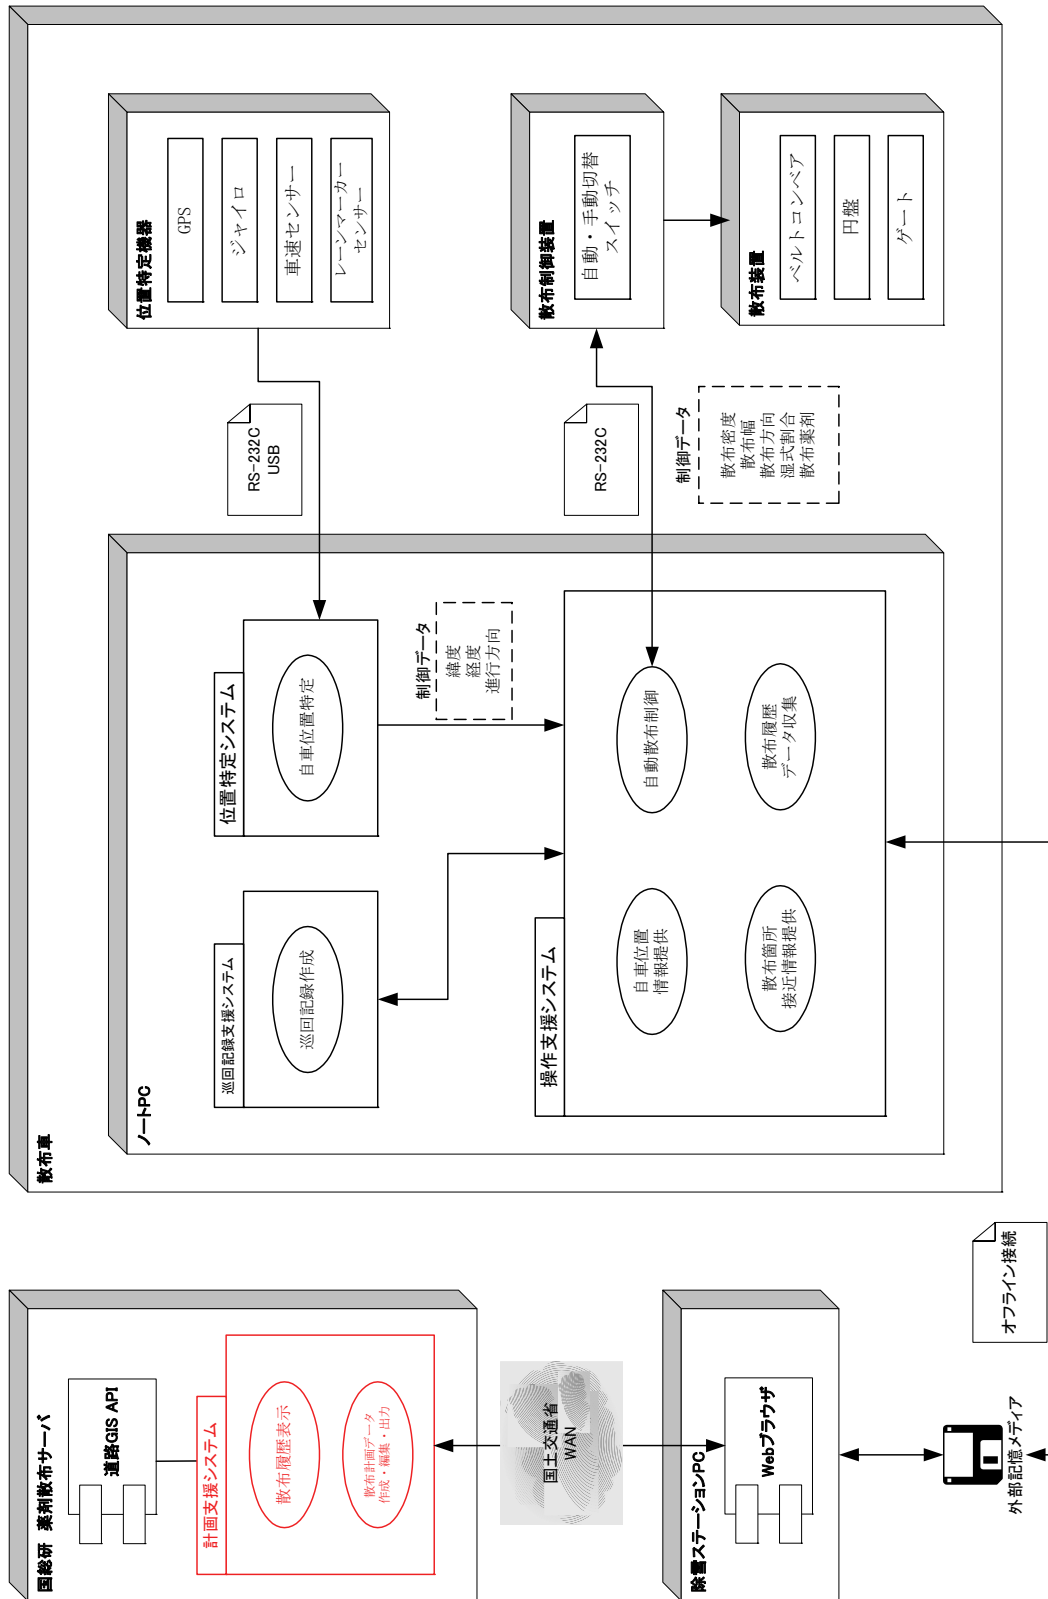 国総研 薬剤散布サーバ
道路GIS API
計画支援システム
散布履歴表示
散布計画データ
作成・編集・出力
国土交通省
WAN
除雪ステーションPC
Webブラウザ
外部記憶メディア
オフライン接続
散布車
ノートPC
巡回記録支援システム
巡回記録作成
位置特定システム
自車位置特定
制御データ
緯度
経度
進行方向
操作支援システム
自車位置
情報提供
自動散布制御
散布箇所
接近情報提供
散布履歴
データ収集
RS-232C
USB
RS-232C
制御データ
散布密度
散布幅
散布方向
湿式割合
散布薬剤
位置特定機器
GPS
ジャイロ
車速センサー
レーンマーカー
センサー
散布制御装置
自動・手動切替
スイッチ
散布装置
ベルトコンベア
円盤
ゲート